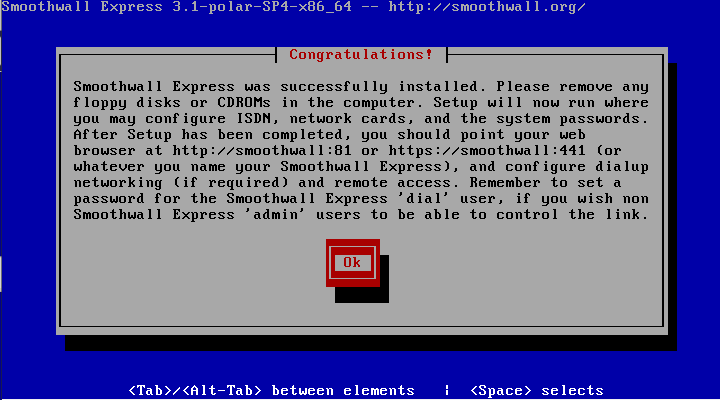 Smoothwall Express 3.1-polar-SP4-x86_64 -- http://smoothwall.org/
Congratulations!
Smoothwall Express was successfully installed. Please remove any
floppy disks or CDROMs in the computer. Setup will now run where
you may configure ISDN, network cards, and the system passwords.
After Setup has been completed, you should point your web
browser at http://smoothwall:81 or https://smoothwall:441 (or
whatever you name your Smoothwall Express), and configure dialup
networking (if required) and remote access. Remember to set a
password for the Smoothwall Express 'dial' user, if you wish non
Smoothwall Express 'admin' users to be able to control the link.
Ok
<Tab>/<Alt-Tab> between elements | <Space> selects